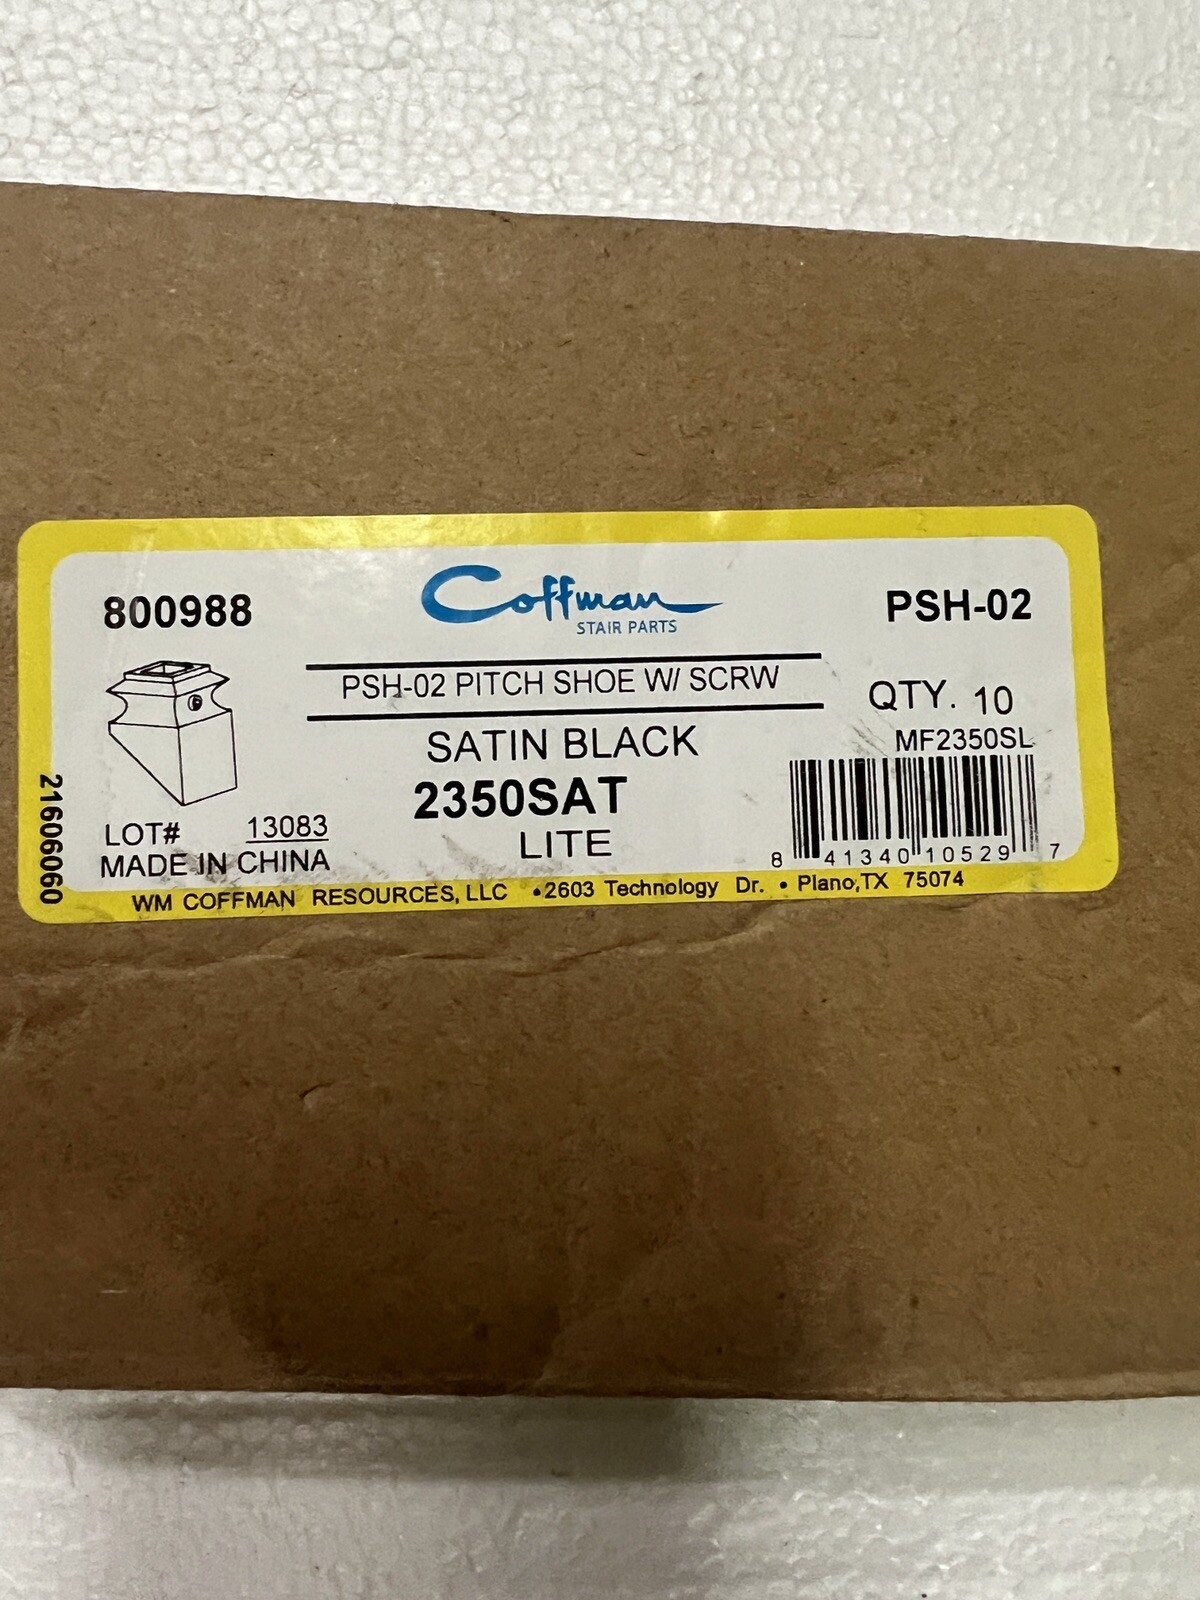 800988
Coffman
STAIR PARTS
PSH-02
PSH-02 PITCH SHOE W/ SCRW
QTY. 10
SATIN BLACK
MF2350SL
2350SAT
LITE
LOT# 13083
MADE IN CHINA
8 41340 10529 7
21606060
WM COFFMAN RESOURCES, LLC • 2603 Technology Dr. • Plano,TX 75074